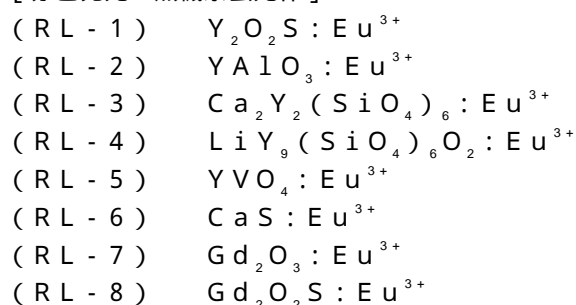 (RL-1) Y₂O₂S:Eu³⁺
(RL-2) YAlO₃:Eu³⁺
(RL-3) Ca₂Y₂(SiO₄)₆:Eu³⁺
(RL-4) LiY₉(SiO₄)₆O₂:Eu³⁺
(RL-5) YVO₄:Eu³⁺
(RL-6) CaS:Eu³⁺
(RL-7) Gd₂O₃:Eu³⁺
(RL-8) Gd₂O₂S:Eu³⁺